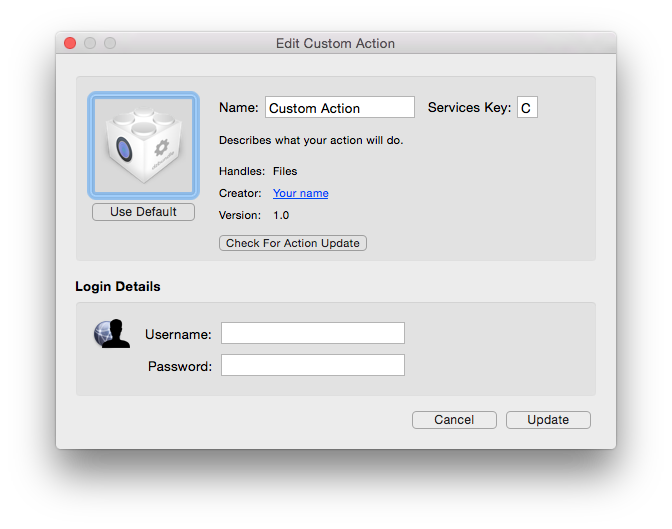 Edit Custom Action
Name: Custom Action Services Key: C
Describes what your action will do.
Handles: Files
Creator: Your name
Use Default
Version: 1.0
Check For Action Update
Login Details
Username:
Password:
Cancel Update